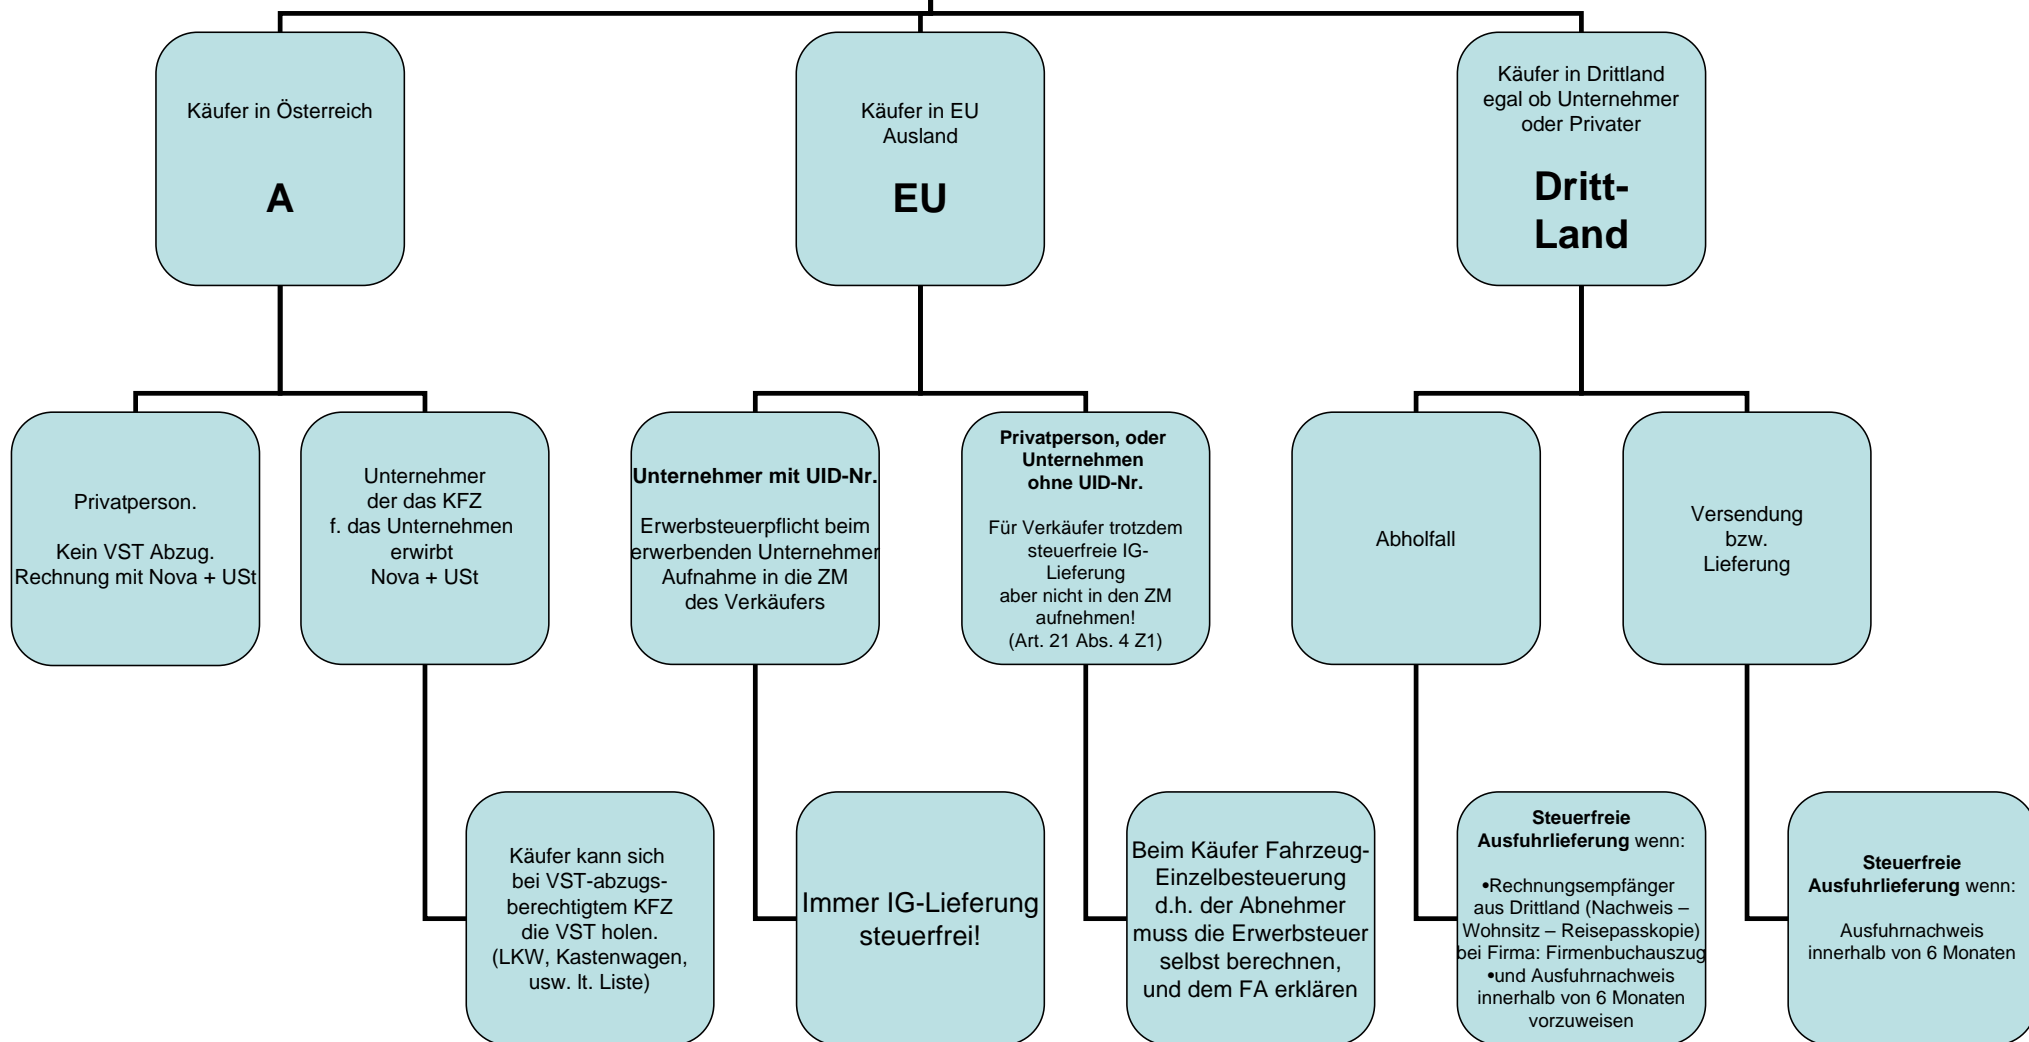 Käufer in Österreich
A
Käufer in EU
Ausland
EU
Käufer in Drittland
egal ob Unternehmer
oder Privater
Dritt-
Land
Privatperson.
Kein VST Abzug.
Rechnung mit Nova + USt
Unternehmer
der das KFZ
f. das Unternehmen
erwirbt
Nova + USt
Unternehmer mit UID-Nr.
Erwerbsteuerpflicht beim
erwerbenden Unternehmer
Aufnahme in die ZM
des Verkäufers
Privatperson, oder
Unternehmen
ohne UID-Nr.
Für Verkäufer trotzdem
steuerfreie IG-
Lieferung
aber nicht in den ZM
aufnehmen!
(Art. 21 Abs. 4 Z1)
Abholfall
Versendung
bzw.
Lieferung
Käufer kann sich
bei VST-abzugs-
berechtigtem KFZ
die VST holen.
(LKW, Kastenwagen,
usw. lt. Liste)
Immer IG-Lieferung
steuerfrei!
Beim Käufer Fahrzeug-
Einzelbesteuerung
d.h. der Abnehmer
muss die Erwerbsteuer
selbst berechnen,
und dem FA erklären
Steuerfreie
Ausfuhrlieferung wenn:
•Rechnungsempfänger
aus Drittland (Nachweis –
Wohnsitz – Reisepasskopie)
bei Firma: Firmenbuchauszug
•und Ausfuhrnachweis
innerhalb von 6 Monaten
vorzuweisen
Steuerfreie
Ausfuhrlieferung wenn:
Ausfuhrnachweis
innerhalb von 6 Monaten